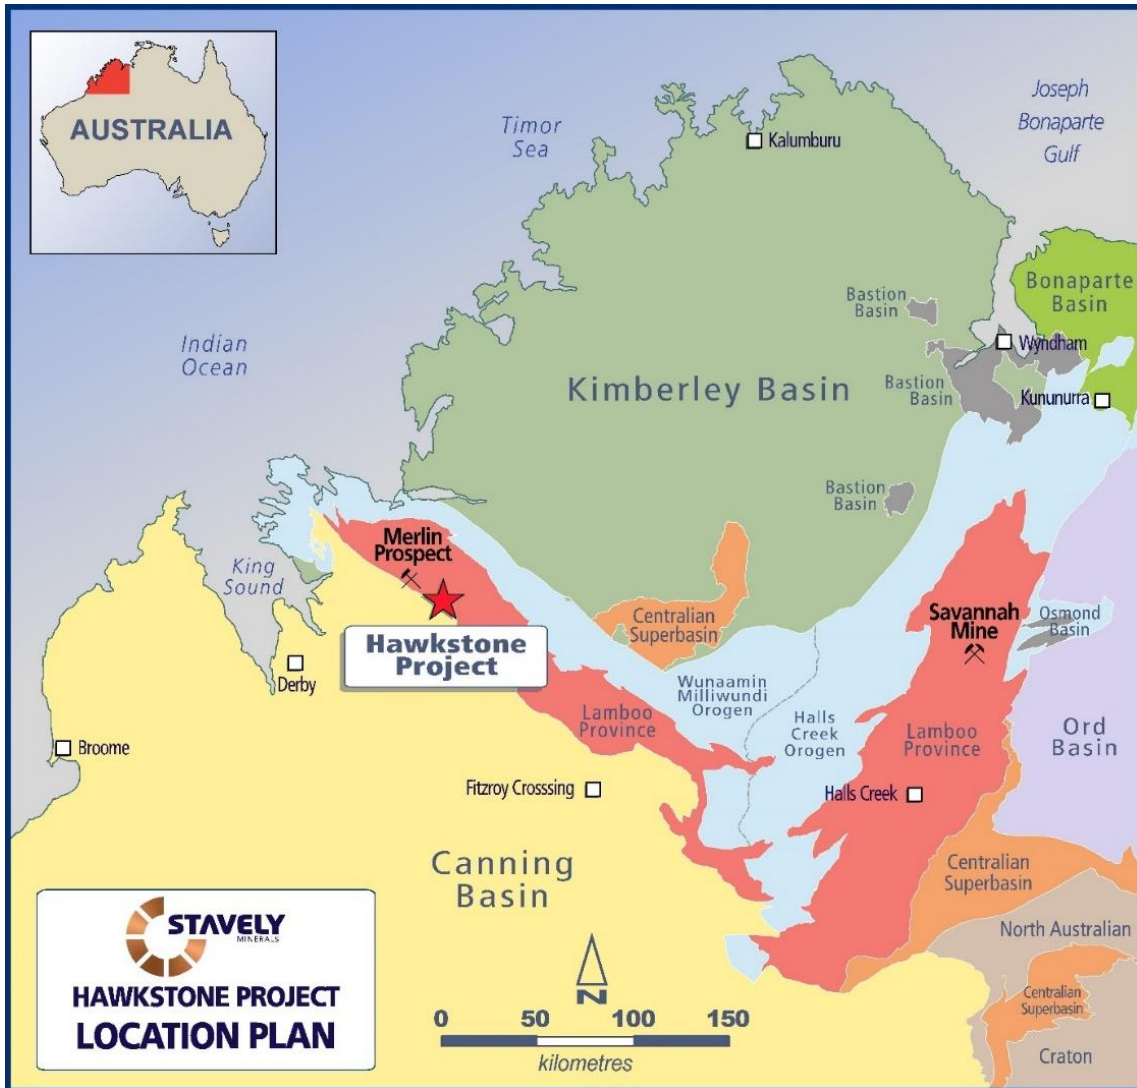 AUSTRALIA
Timor
Sea
Joseph
Bonaparte
Gulf
Kalumburu
Bonaparte
Basin
Bastion
Basin
Indian
Ocean
Wyndham
Kimberley Basin
Bastion
Basin
Kununurra
Bastion
Basin
Merlin
Prospect
King
Sound
Centralian
Superbasin
Savannah
Mine
Osmond
Basin
Hawkstone
Project
Derby
Wunaamin
Milliwundi
Orogen
Lamboo
Province
Halls
Creek
Orogen
Lamboo
Province
Ord
Basin
Broome
Fitzroy Crosssing
Halls Creek
Canning
Basin
Centralian
Superbasin
North Australian
Centralian
Superbasin
Craton
STAVELY
MINERALS
HAWKSTONE PROJECT
LOCATION PLAN
N
0 50 100 150
kilometres